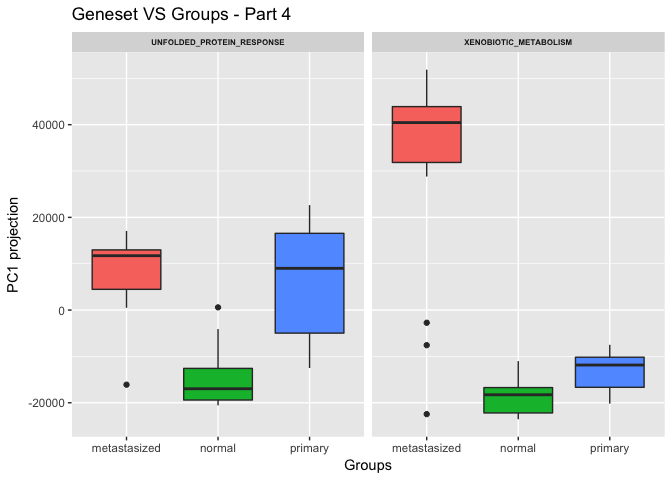 Geneset VS Groups - Part 4
UNFOLDED_PROTEIN_RESPONSE
XENOBIOTIC_METABOLISM
PC1 projection
40000
20000
0
-20000
metastasized normal primary
metastasized normal primary
Groups